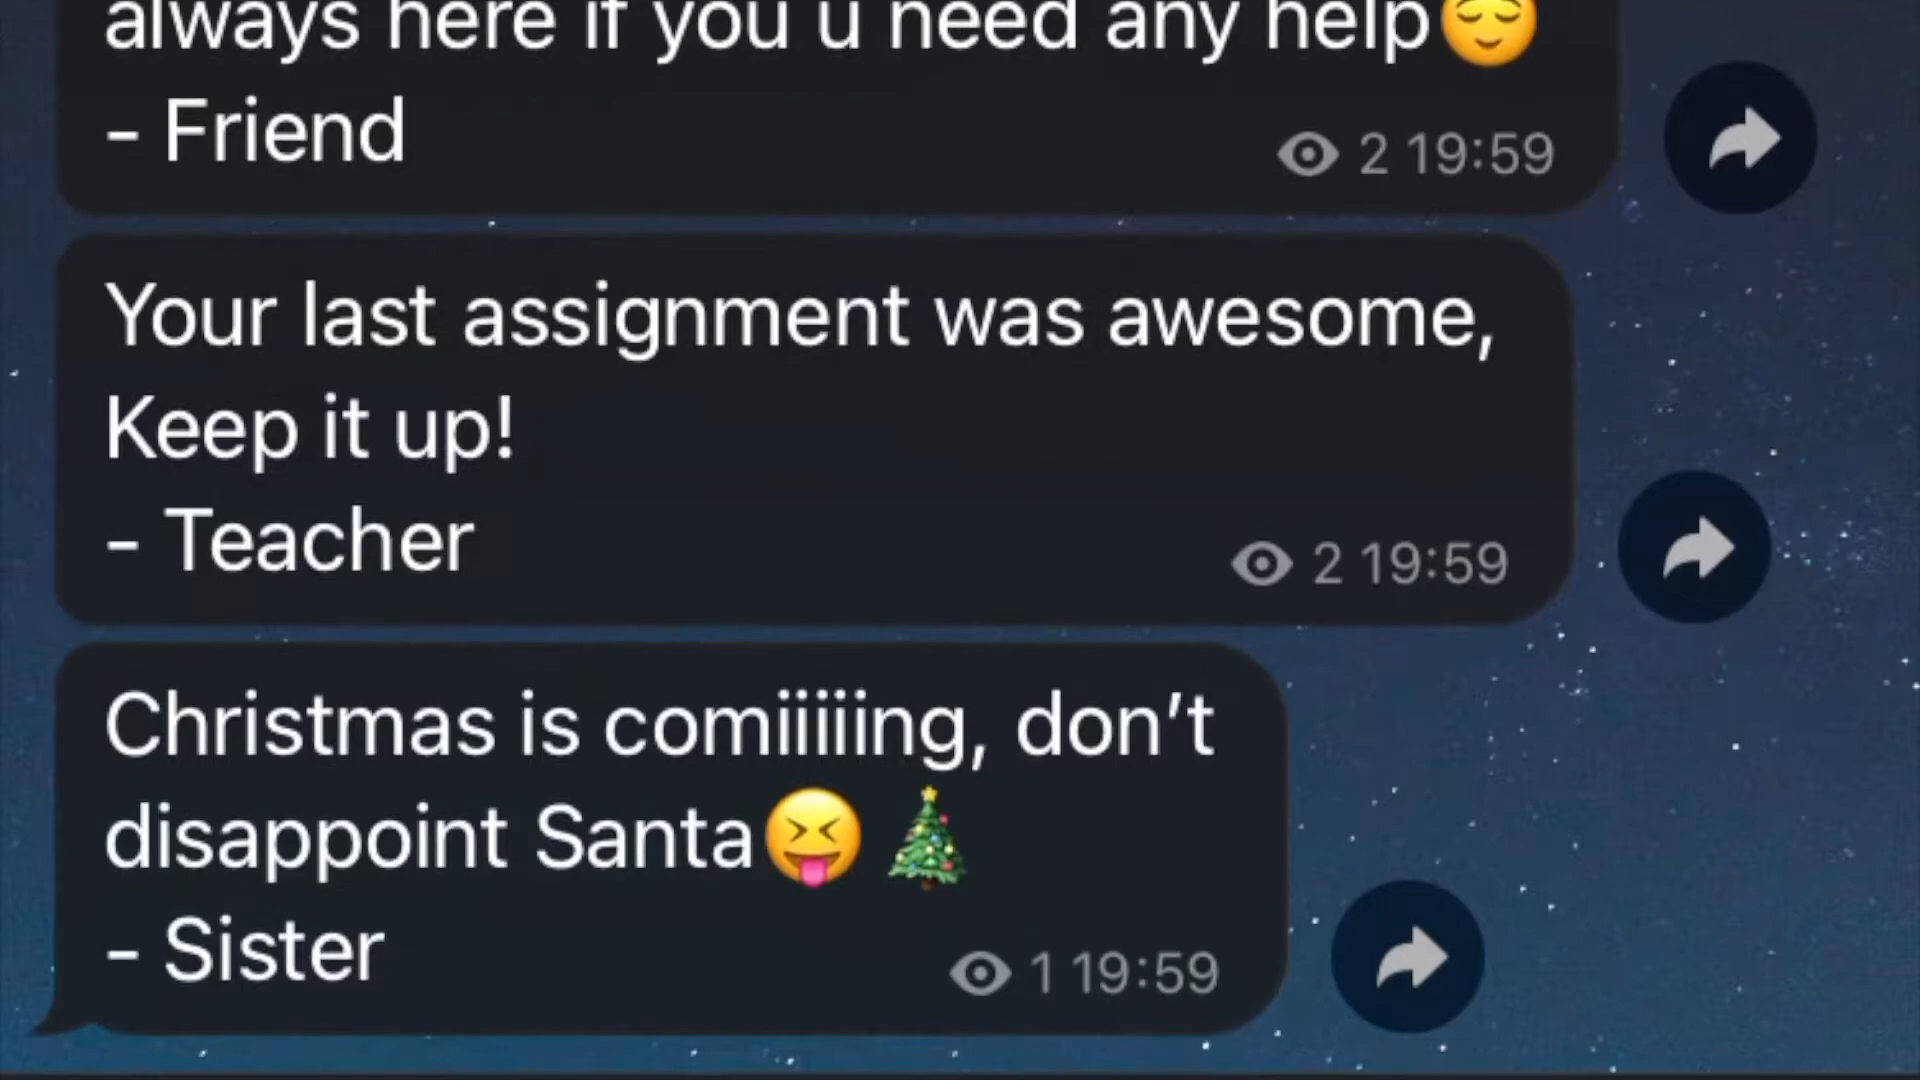 always here if you u need any help😌
- Friend
2 19:59
Your last assignment was awesome,
Keep it up!
- Teacher
2 19:59
Christmas is comiiiiiing, don't
disappoint Santa😝🎄
- Sister
1 19:59